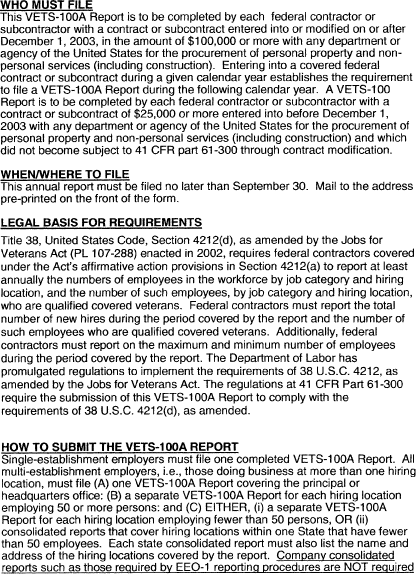 WHO MUST FILE
This VETS-100A Report is to be completed by each federal contractor or
subcontractor with a contract or subcontract entered into or modified on or after
December 1, 2003, in the amount of $100,000 or more with any department or
agency of the United States for the procurement of personal property and non-
personal services (including construction). Entering into a covered federal
contract or subcontract during a given calendar year establishes the requirement
to file a VETS-100A Report during the following calendar year. A VETS-100
Report is to be completed by each federal contractor or subcontractor with a
contract or subcontract of $25,000 or more entered into before December 1,
2003 with any department or agency of the United States for the procurement of
personal property and non-personal services (including construction) and which
did not become subject to 41 CFR part 61-300 through contract modification.
WHEN/WHERE TO FILE
This annual report must be filed no later than September 30. Mail to the address
pre-printed on the front of the form.
LEGAL BASIS FOR REQUIREMENTS
Title 38, United States Code, Section 4212(d), as amended by the Jobs for
Veterans Act (PL 107-288) enacted in 2002, requires federal contractors covered
under the Act's affirmative action provisions in Section 4212(a) to report at least
annually the numbers of employees in the workforce by job category and hiring
location, and the number of such employees, by job category and hiring location,
who are qualified covered veterans. Federal contractors must report the total
number of new hires during the period covered by the report and the number of
such employees who are qualified covered veterans. Additionally, federal
contractors must report on the maximum and minimum number of employees
during the period covered by the report. The Department of Labor has
promulgated regulations to implement the requirements of 38 U.S.C. 4212, as
amended by the Jobs for Veterans Act. The regulations at 41 CFR Part 61-300
require the submission of this VETS-100A Report to comply with the
requirements of 38 U.S.C. 4212(d), as amended.
HOW TO SUBMIT THE VETS-100A REPORT
Single-establishment employers must file one completed VETS-100A Report. All
multi-establishment employers, i.e., those doing business at more than one hiring
location, must file (A) one VETS-100A Report covering the principal or
headquarters office: (B) a separate VETS-100A Report for each hiring location
employing 50 or more persons: and (C) EITHER, (i) a separate VETS-100A
Report for each hiring location employing fewer than 50 persons, OR (ii)
consolidated reports that cover hiring locations within one State that have fewer
than 50 employees. Each state consolidated report must also list the name and
address of the hiring locations covered by the report. Company consolidated
reports such as those required by EEO-1 reporting procedures are NOT required